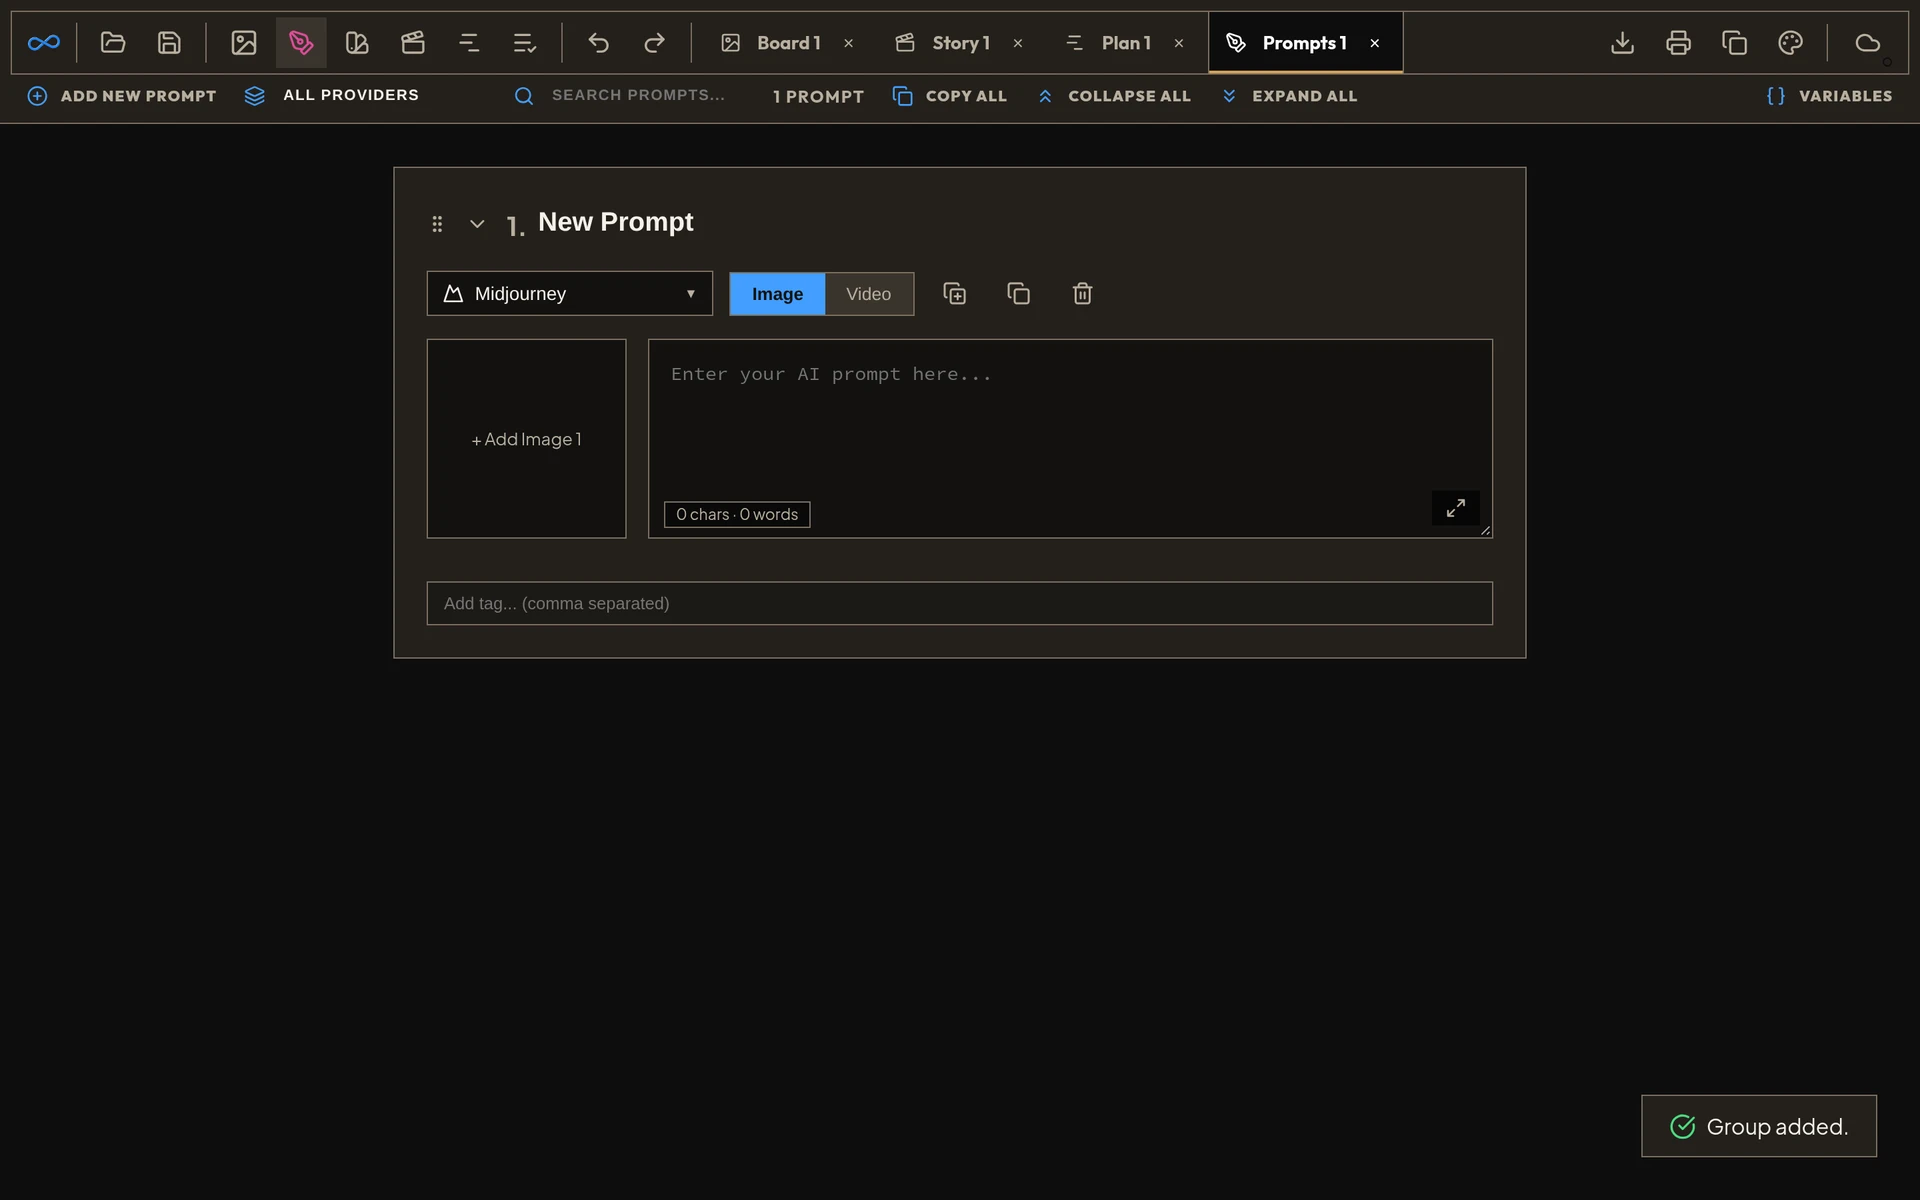 Board 1 ×
Story 1 ×
Plan 1 ×
Prompts 1 ×
ADD NEW PROMPT
ALL PROVIDERS
SEARCH PROMPTS...
1 PROMPT
COPY ALL
COLLAPSE ALL
EXPAND ALL
{ } VARIABLES
1. New Prompt
Midjourney
Image
Video
+ Add Image 1
Enter your AI prompt here...
0 chars · 0 words
Add tag... (comma separated)
Group added.